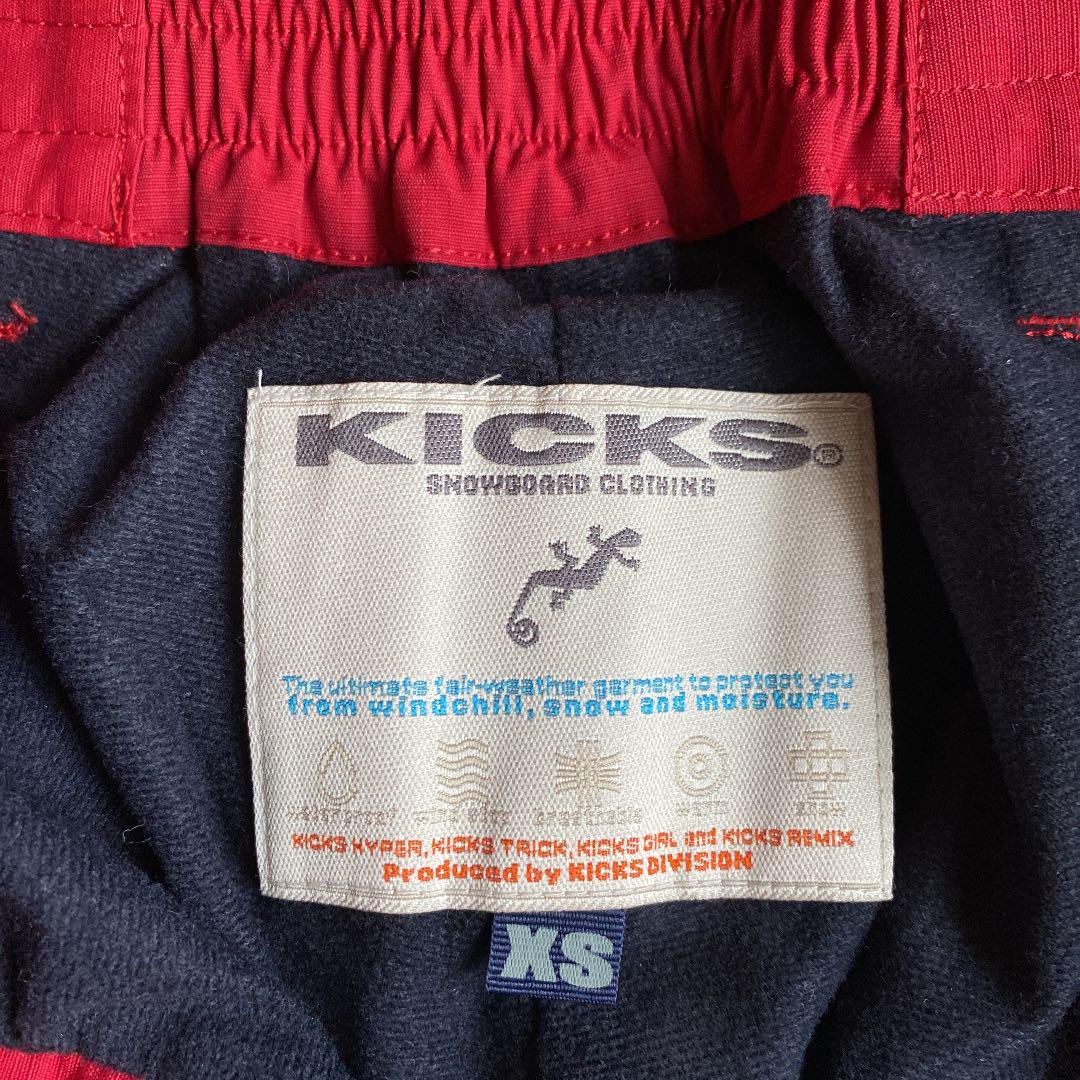 KICKS®
SNOWBOARD CLOTHING
The ultimate fair-weather garment to protect you
from windchill, snow and moisture.
breathable
KICKS HYPER, KICKS TRICK, KICKS GIRL and KICKS REMIX
Produced by KICKS DIVISION
XS